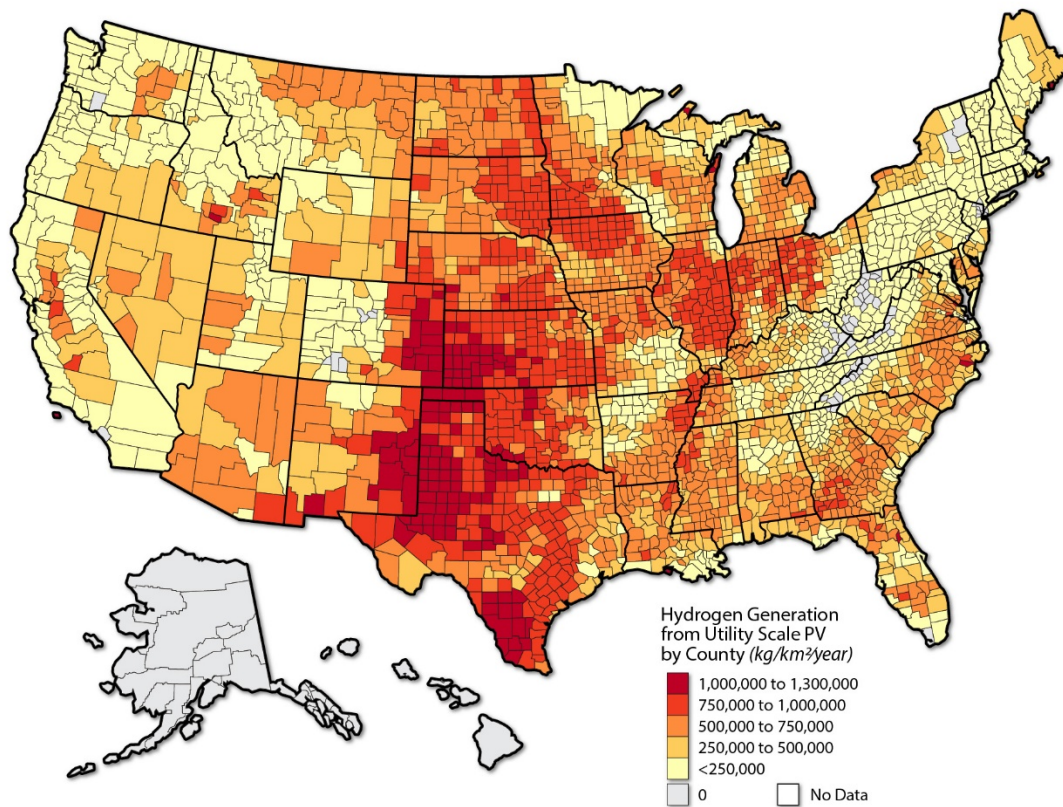 Hydrogen Generation
from Utility Scale PV
by County (kg/km²/year)
1,000,000 to 1,300,000
750,000 to 1,000,000
500,000 to 750,000
250,000 to 500,000
<250,000
0 No Data